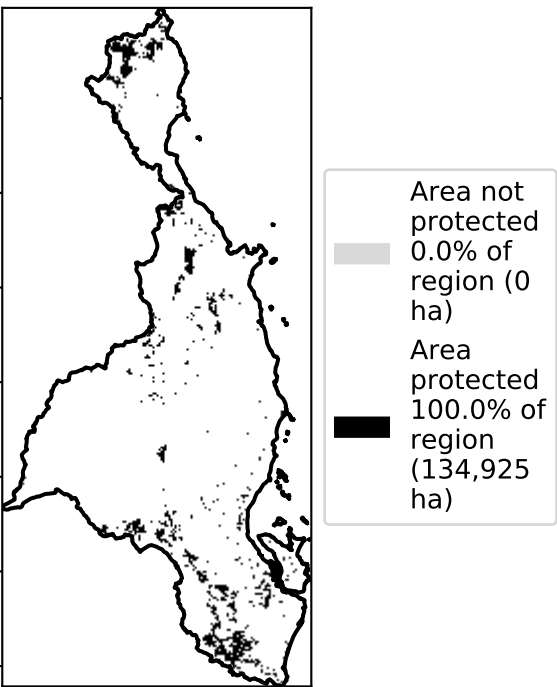 Area not
protected
0.0% of
region (0
ha)
Area
protected
100.0% of
region
(134,925
ha)